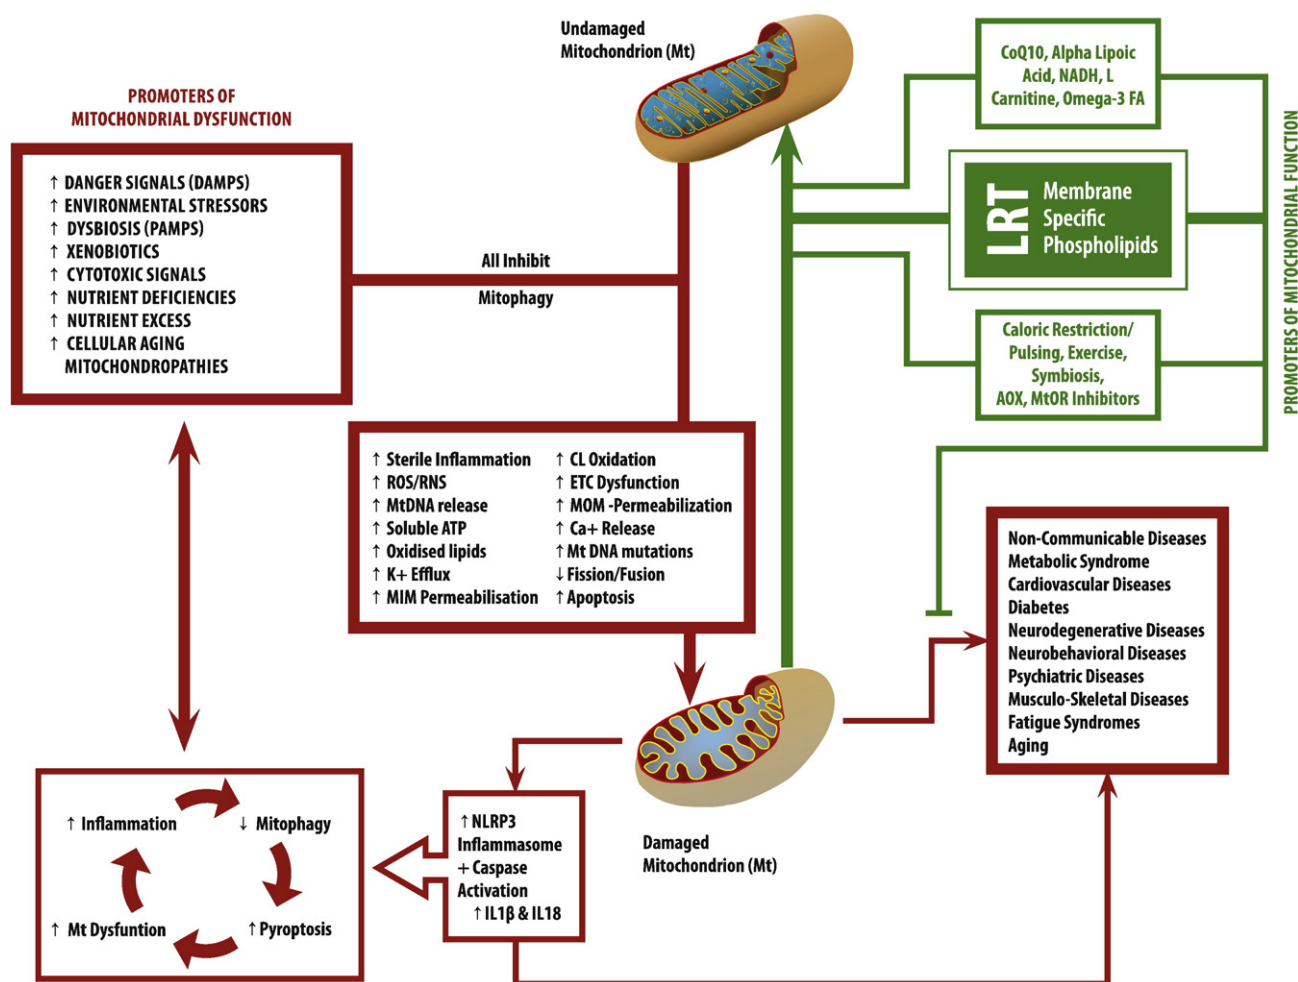 Undamaged
Mitochondrion (Mt)
PROMOTERS OF
MITOCHONDRIAL DYSFUNCTION
↑ DANGER SIGNALS (DAMPS)
↑ ENVIRONMENTAL STRESSORS
↑ DYSBIOSIS (PAMPS)
↑ XENOBIOTICS
↑ CYTOTOXIC SIGNALS
↑ NUTRIENT DEFICIENCIES
↑ NUTRIENT EXCESS
↑ CELLULAR AGING
MITOCHONDROPATHIES
All Inhibit
Mitophagy
CoQ10, Alpha Lipoic
Acid, NADH, L
Carnitine, Omega-3 FA
LRT
Membrane
Specific
Phospholipids
Caloric Restriction/
Pulsing, Exercise,
Symbiosis,
AOX, MtOR Inhibitors
PROMOTERS OF MITOCHONDRIAL FUNCTION
↑ Sterile Inflammation
↑ ROS/RNS
↑ MtDNA release
↑ Soluble ATP
↑ Oxidised lipids
↑ K+ Efflux
↑ MIM Permeabilisation
↑ CL Oxidation
↑ ETC Dysfunction
↑ MOM -Permeabilization
↑ Ca+ Release
↑ Mt DNA mutations
↓ Fission/Fusion
↑ Apoptosis
Non-Communicable Diseases
Metabolic Syndrome
Cardiovascular Diseases
Diabetes
Neurodegenerative Diseases
Neurobehavioral Diseases
Psychiatric Diseases
Musculo-Skeletal Diseases
Fatigue Syndromes
Aging
↑ Inflammation
↓ Mitophagy
↑ Mt Dysfuntion
↑ Pyroptosis
↑ NLRP3
Inflammasome
+ Caspase
Activation
↑ IL1β & IL18
Damaged
Mitochondrion (Mt)